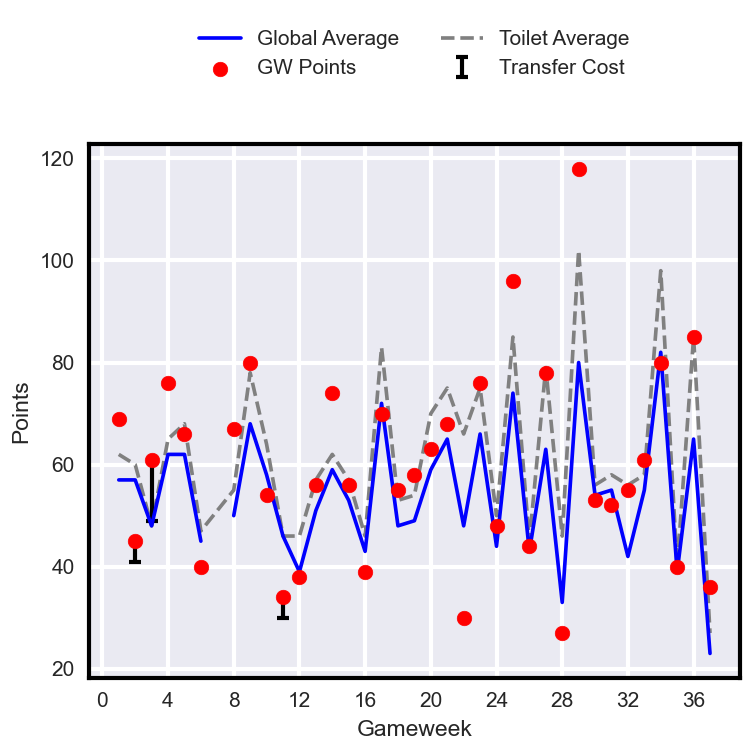 Global Average
Toilet Average
GW Points
Transfer Cost
120
100
80
60
40
20
Points
0 4 8 12 16 20 24 28 32 36
Gameweek